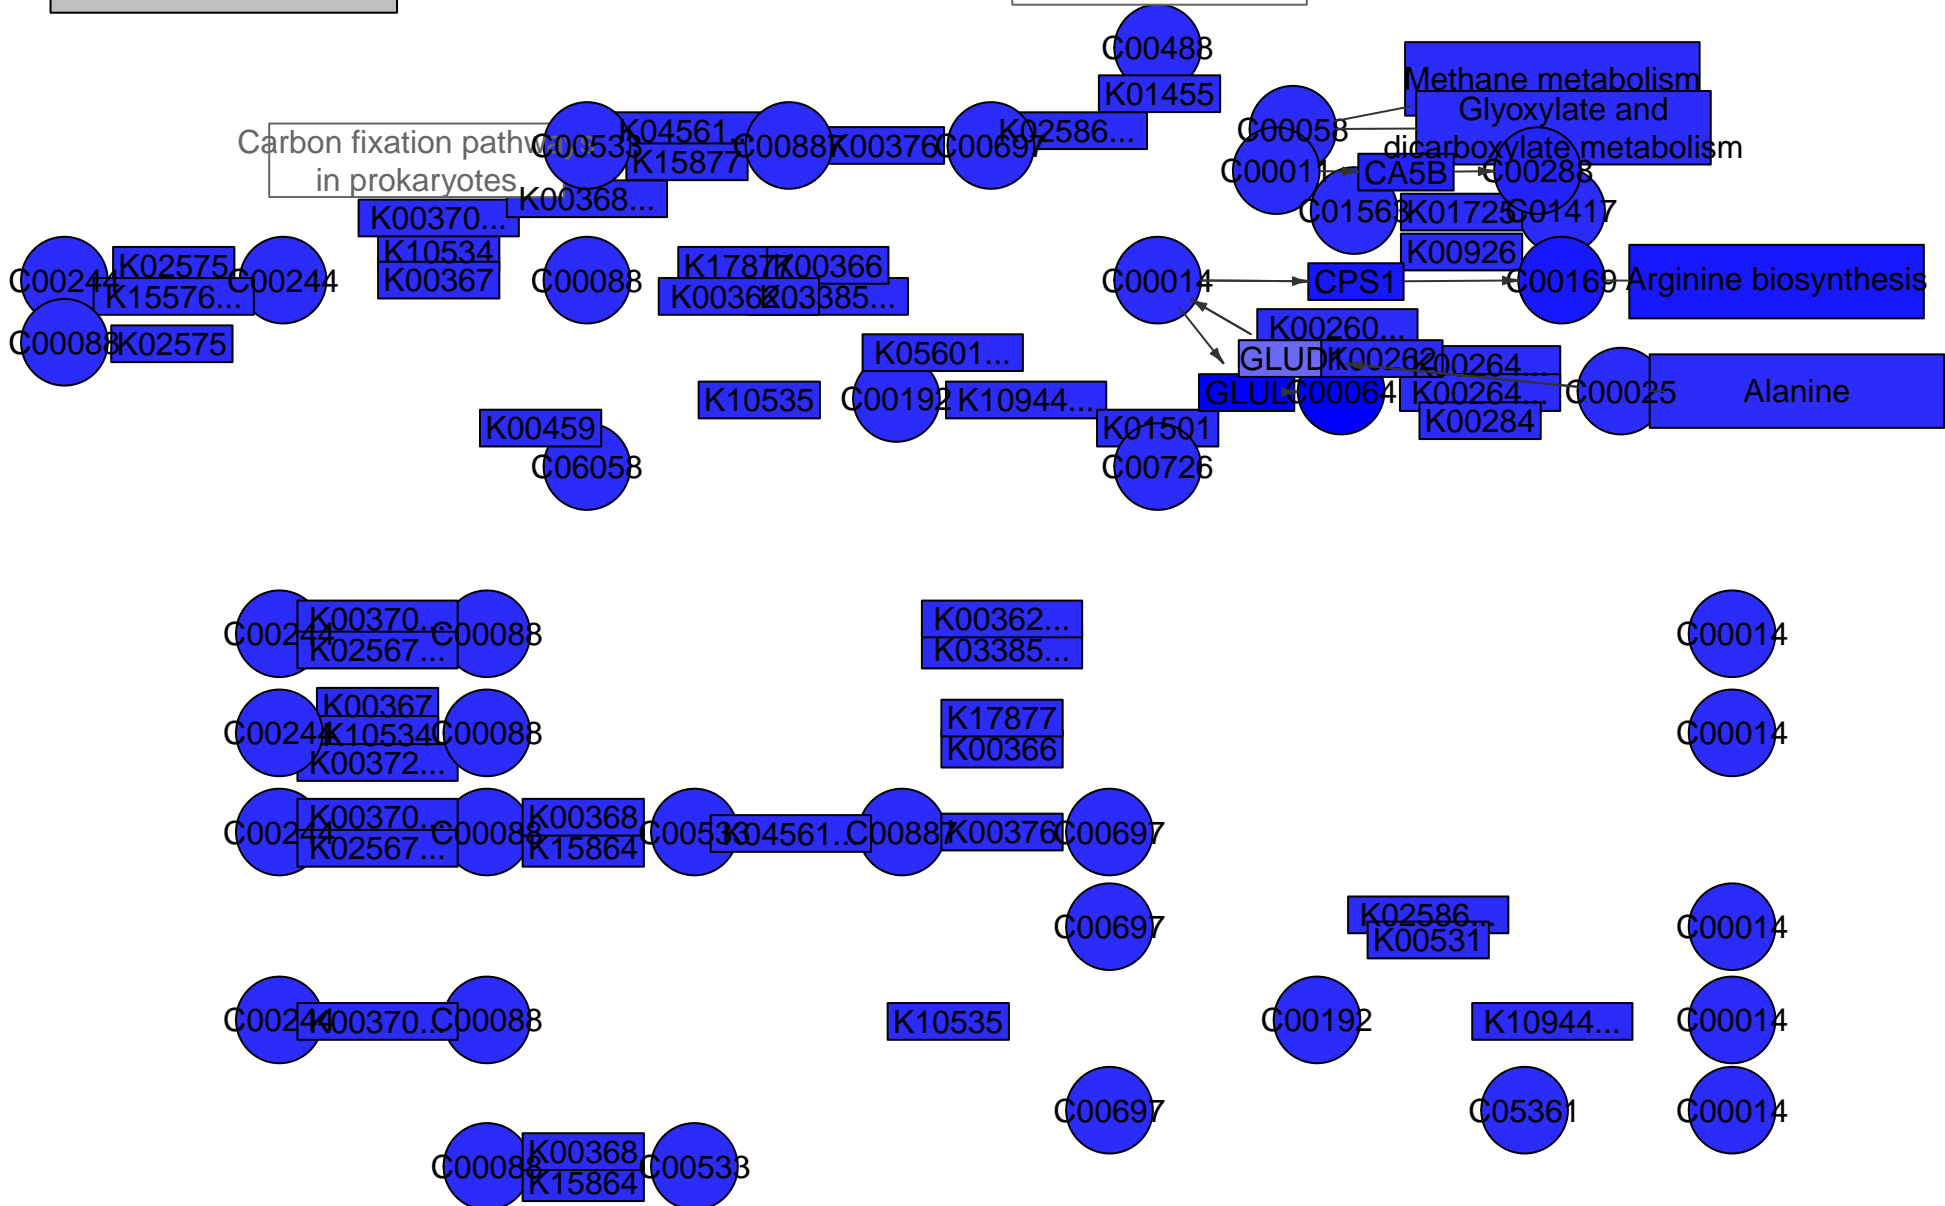 C00488
Methane metabolism
K01455
Glyoxylate and
dicarboxylate metabolism
C00058
Carbon fixation pathways
in prokaryotes
C00533
K04561...
K15877
C00887
K00376
C00697
K02586...
C00011
CA5B
C00288
K00368...
K00370...
C01563
K01725
C01417
K10534
K00367
K00926
C00244
K02575
K15576...
C00244
C00088
K17877
K00366
K00362...
K03385...
C00014
CPS1
C00169
Arginine biosynthesis
C00088
K02575
K00260...
K05601...
GLUD1
K00262
K00264...
K10535
C00192
K10944...
GLUL
C00064
K00264...
C00025
Alanine
K00284
K00459
K01501
C06058
C00726
C00244
K00370...
K02567...
C00088
K00362...
K03385...
C00014
C00244
K00367
K10534
K00372...
C00088
K17877
K00366
C00014
C00244
K00370...
K02567...
C00088
K00368
K15864
C00533
K04561...
C00887
K00376
C00697
C00697
K02586...
K00531
C00014
C00244
K00370...
C00088
K10535
C00192
K10944...
C00014
C00697
C05361
C00014
C00088
K00368
K15864
C00533